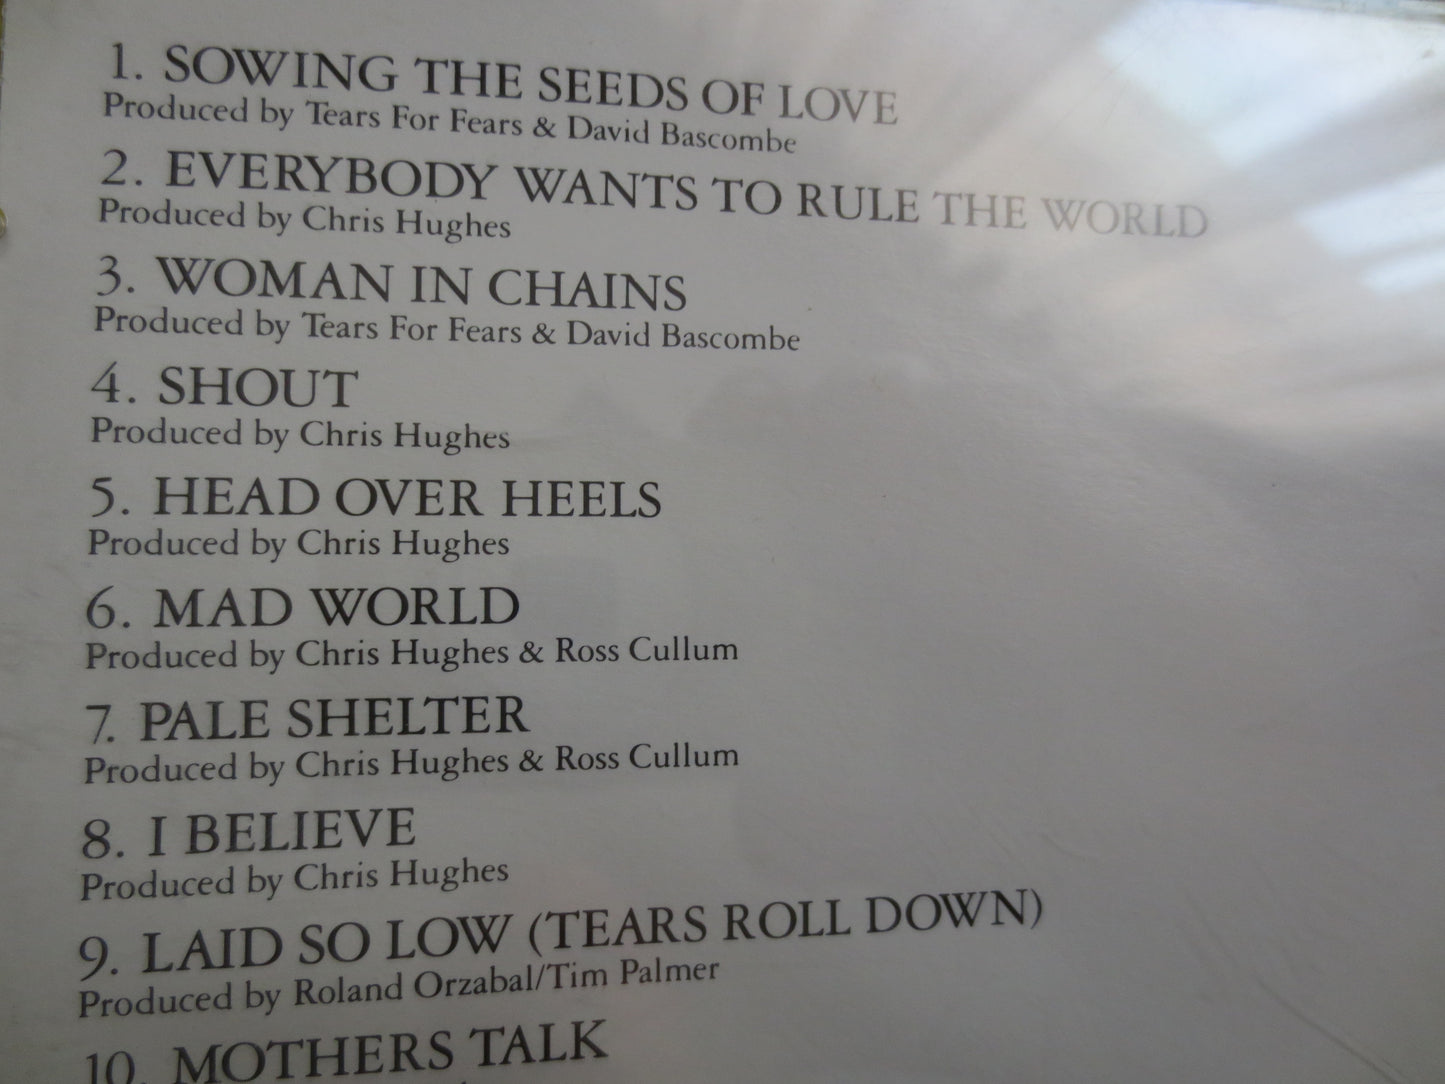 1. SOWING THE SEEDS OF LOVE
Produced by Tears For Fears & David Bascombe
2. EVERYBODY WANTS TO RULE THE WORLD
Produced by Chris Hughes
3. WOMAN IN CHAINS
Produced by Tears For Fears & David Bascombe
4. SHOUT
Produced by Chris Hughes
5. HEAD OVER HEELS
Produced by Chris Hughes
6. MAD WORLD
Produced by Chris Hughes & Ross Cullum
7. PALE SHELTER
Produced by Chris Hughes & Ross Cullum
8. I BELIEVE
Produced by Chris Hughes
9. LAID SO LOW (TEARS ROLL DOWN)
Produced by Roland Orzabal/Tim Palmer
10. MOTHERS TALK